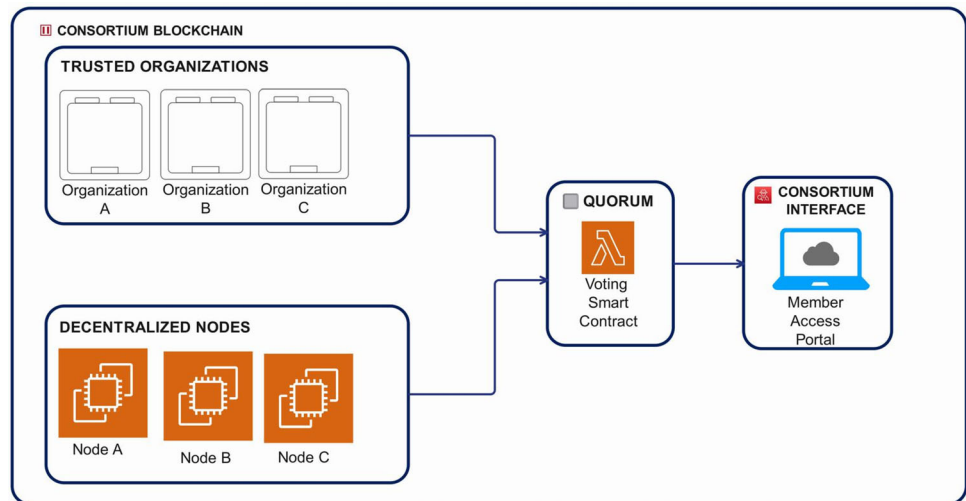 CONSORTIUM BLOCKCHAIN
TRUSTED ORGANIZATIONS
Organization
A
Organization
B
Organization
C
DECENTRALIZED NODES
Node A
Node B
Node C
QUORUM
Voting
Smart
Contract
CONSORTIUM
INTERFACE
Member
Access
Portal